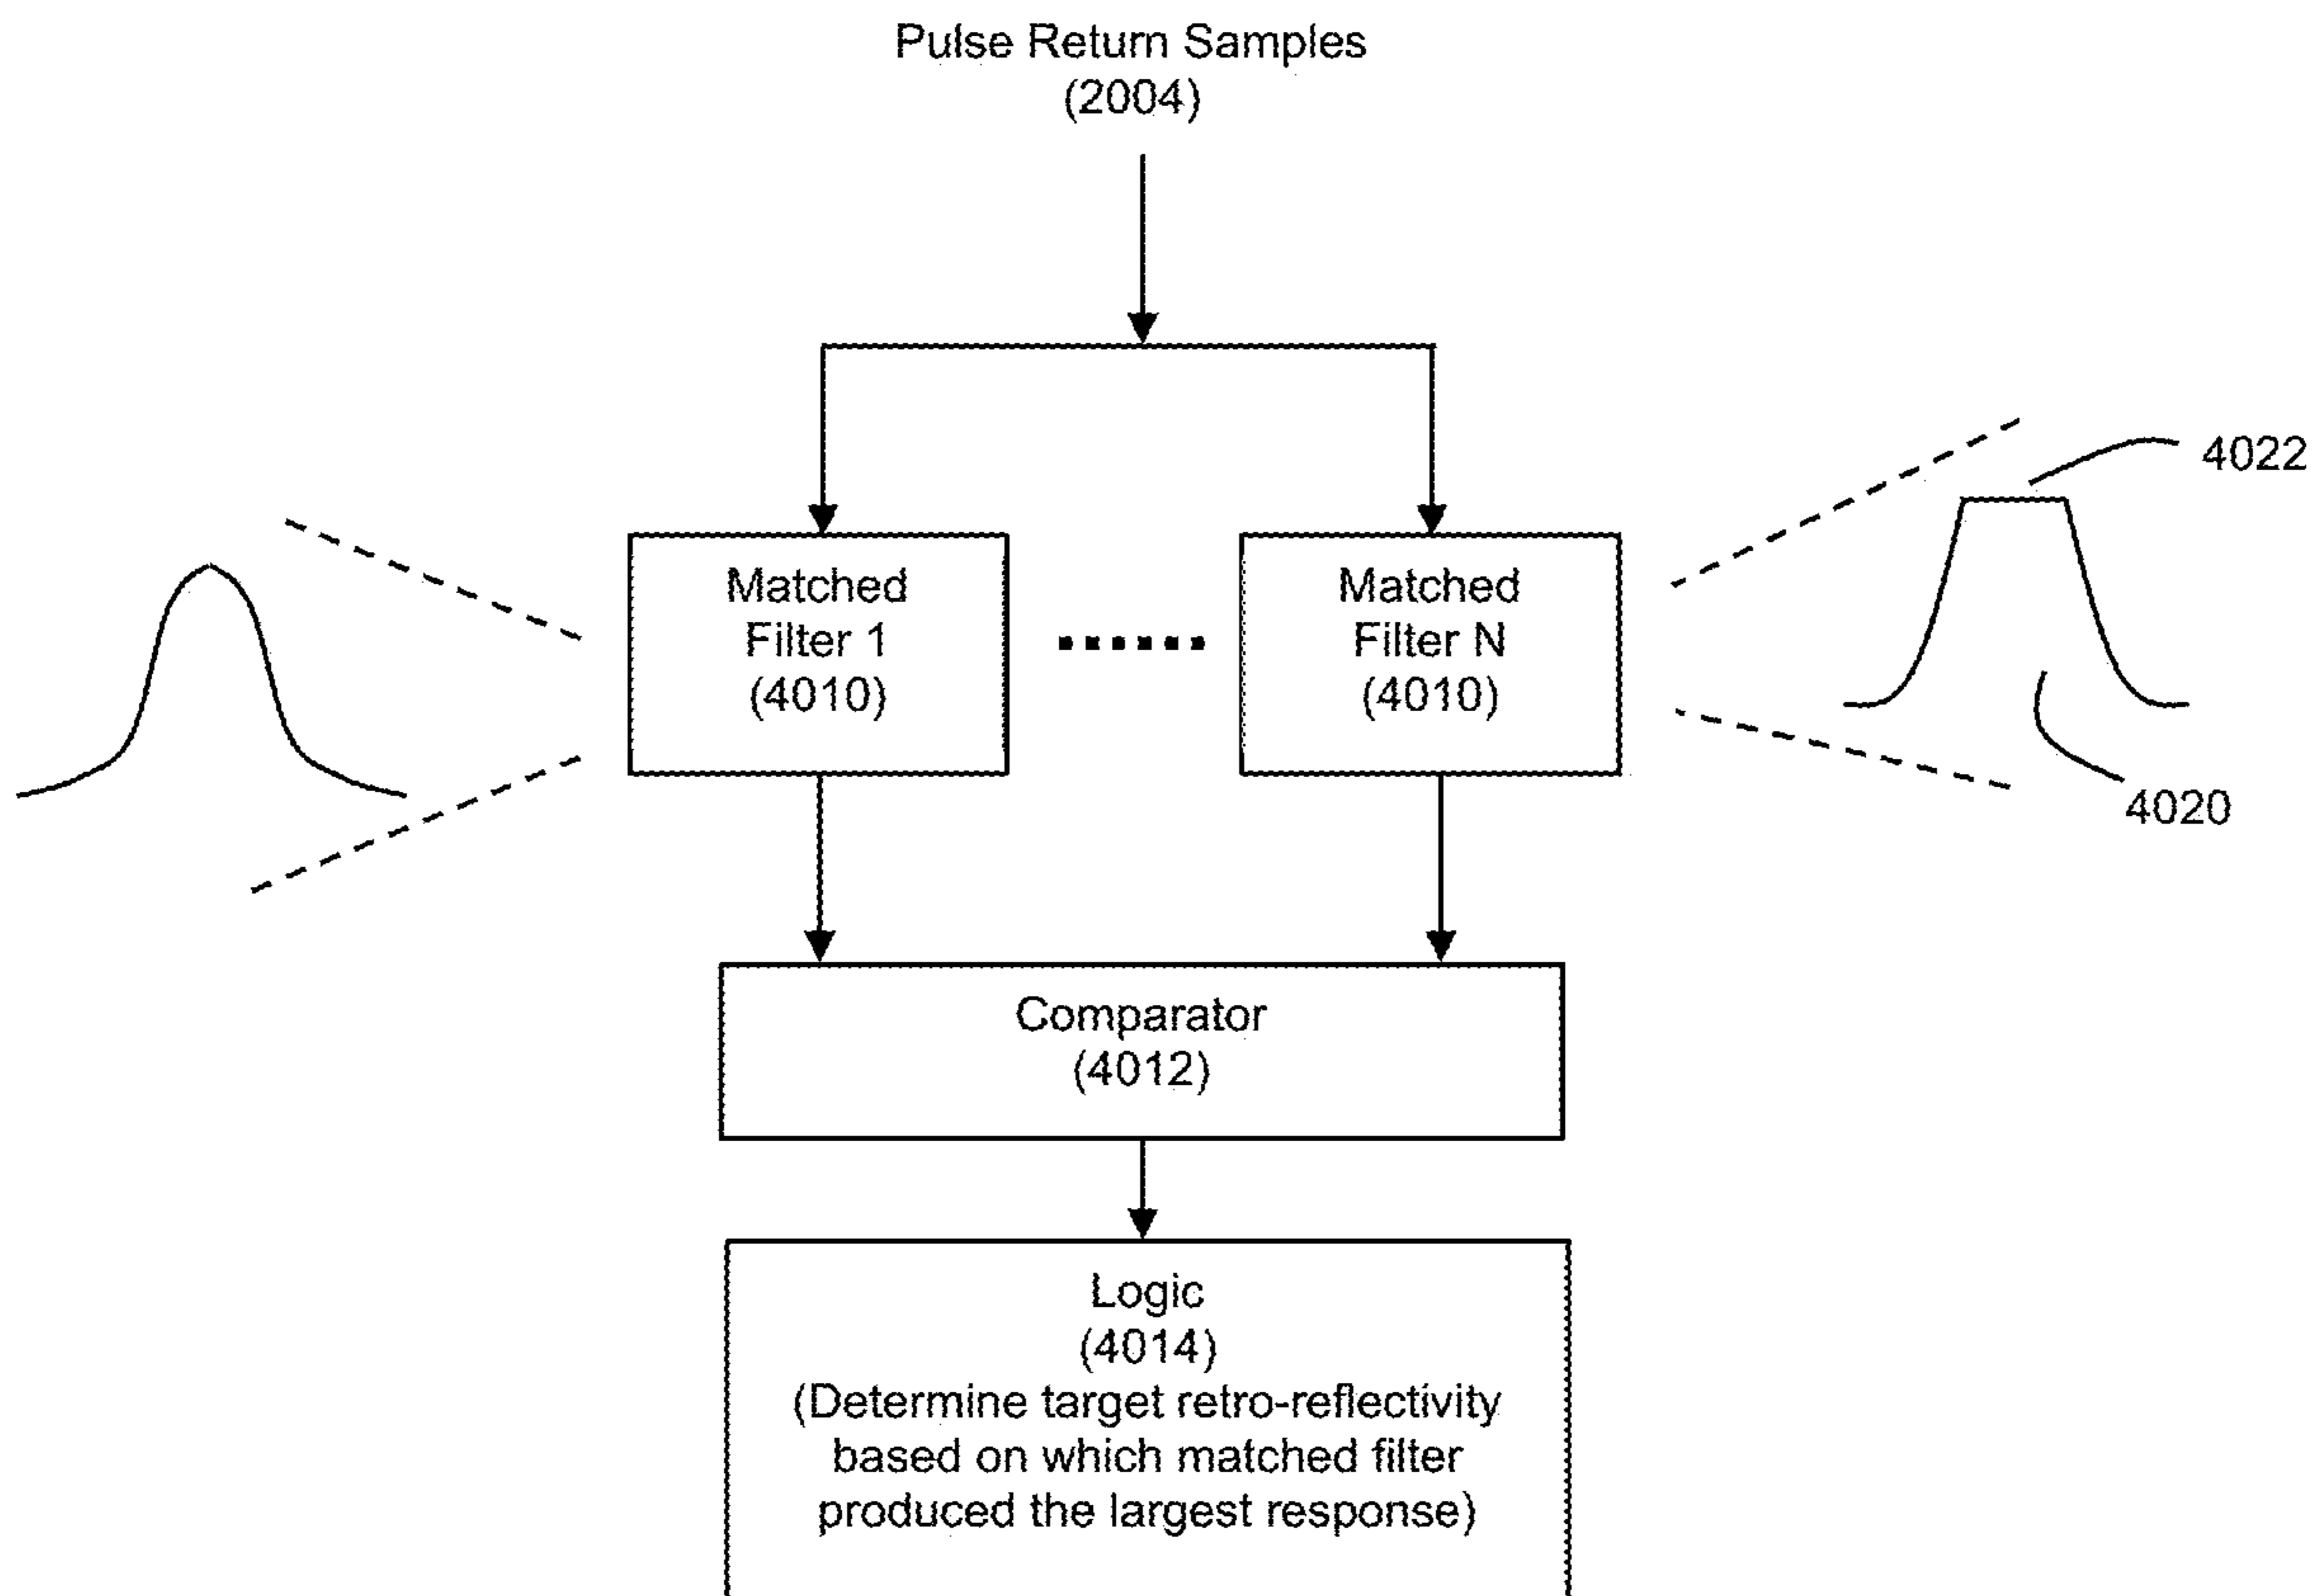 Pulse Return Samples
(2004)
4022
Matched
Filter 1
(4010)
Matched
Filter N
(4010)
4020
Comparator
(4012)
Logic
(4014)
(Determine target retro-reflectivity
based on which matched filter
produced the largest response)